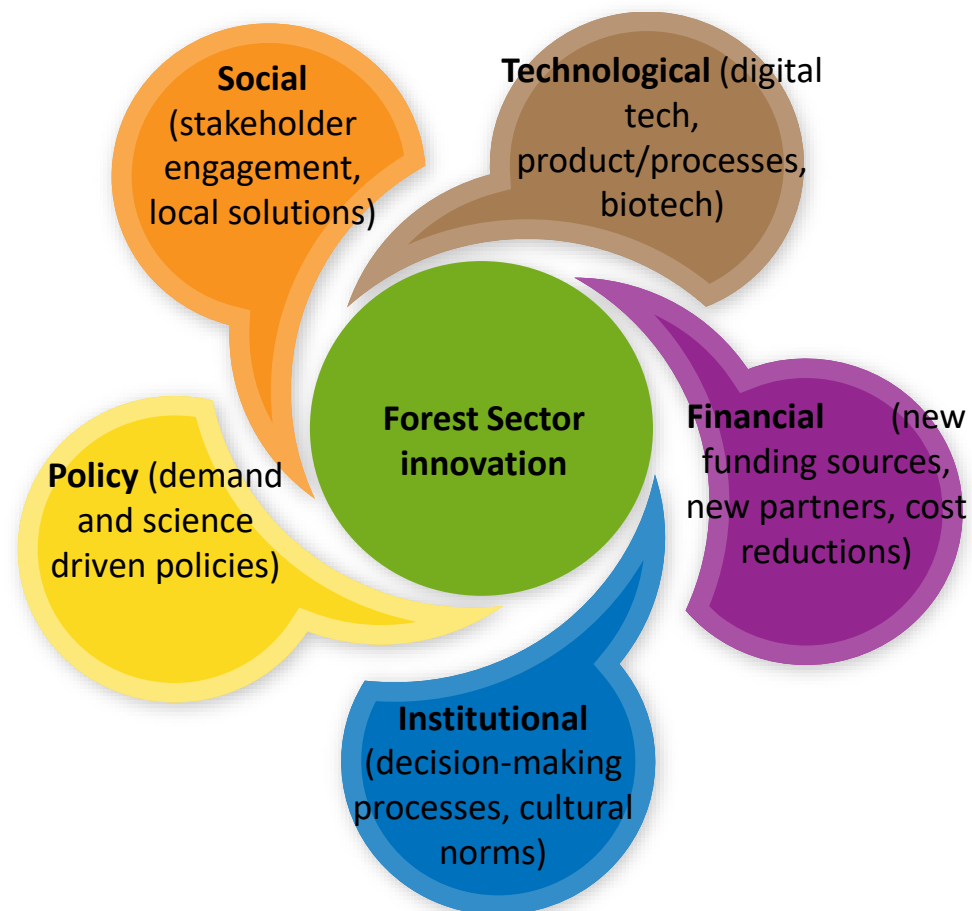 Social
(stakeholder
engagement,
local solutions)
Technological (digital
tech,
product/processes,
biotech)
Forest Sector
innovation
Financial (new
funding sources,
new partners, cost
reductions)
Policy (demand
and science
driven policies)
Institutional
(decision-making
processes, cultural
norms)